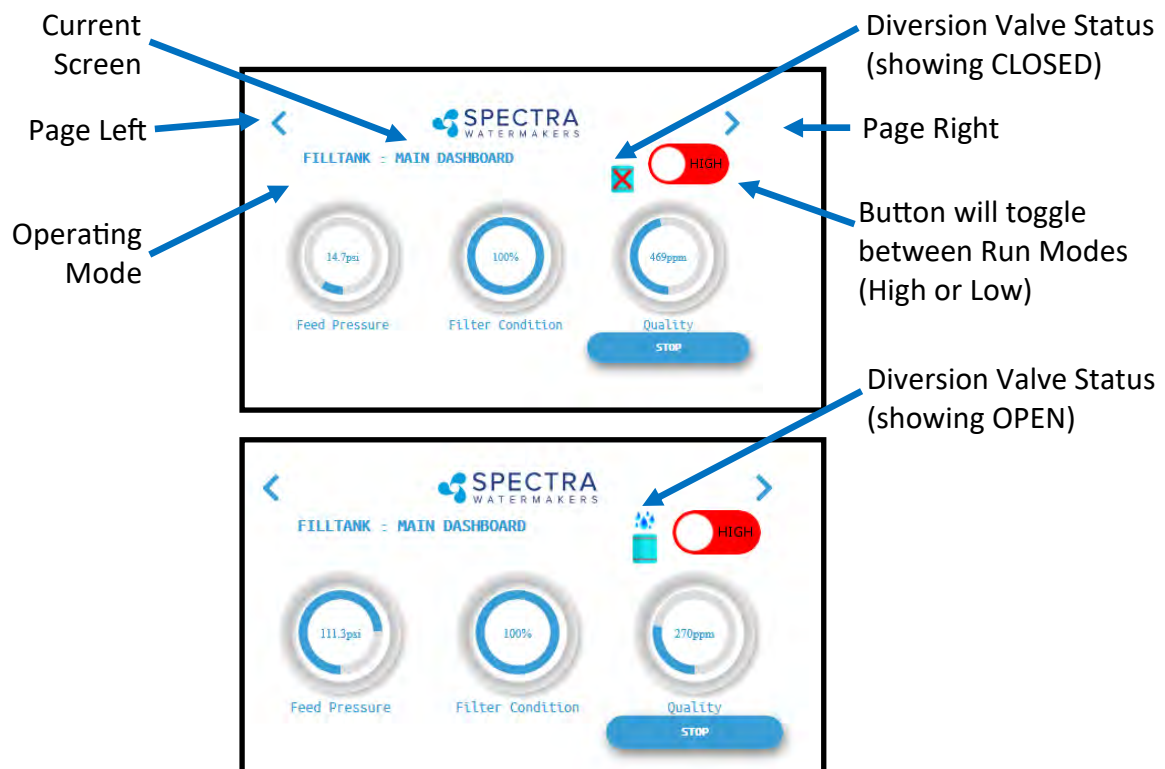 Current
Screen
Diversion Valve Status
(showing CLOSED)
Page Left
SPECTRA
WATERMAKERS
Page Right
FILLTANK : MAIN DASHBOARD
HIGH
Operating
Mode
Button will toggle
between Run Modes
(High or Low)
14.7psi
100%
469ppm
Feed Pressure
Filter Condition
Quality
STOP
Diversion Valve Status
(showing OPEN)
SPECTRA
WATERMAKERS
FILLTANK : MAIN DASHBOARD
HIGH
111.3psi
100%
270ppm
Feed Pressure
Filter Condition
Quality
STOP